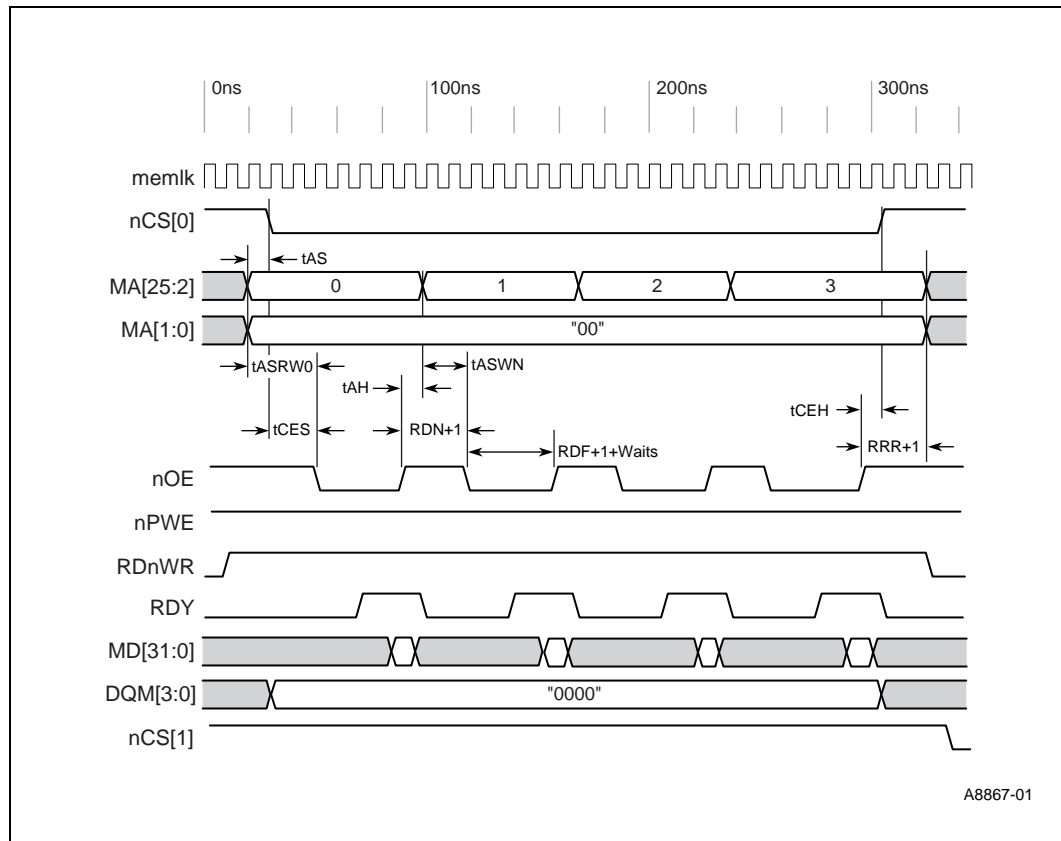 0ns 100ns 200ns 300ns
memlk
nCS[0]
tAS
MA[25:2] 0 1 2 3
MA[1:0] "00"
tASRW0 tASWN
tAH
tCEH
tCES RDN+1 RRR+1
RDF+1+Waits
nOE
nPWE
RDnWR
RDY
MD[31:0]
DQM[3:0] "0000"
nCS[1]
A8867-01